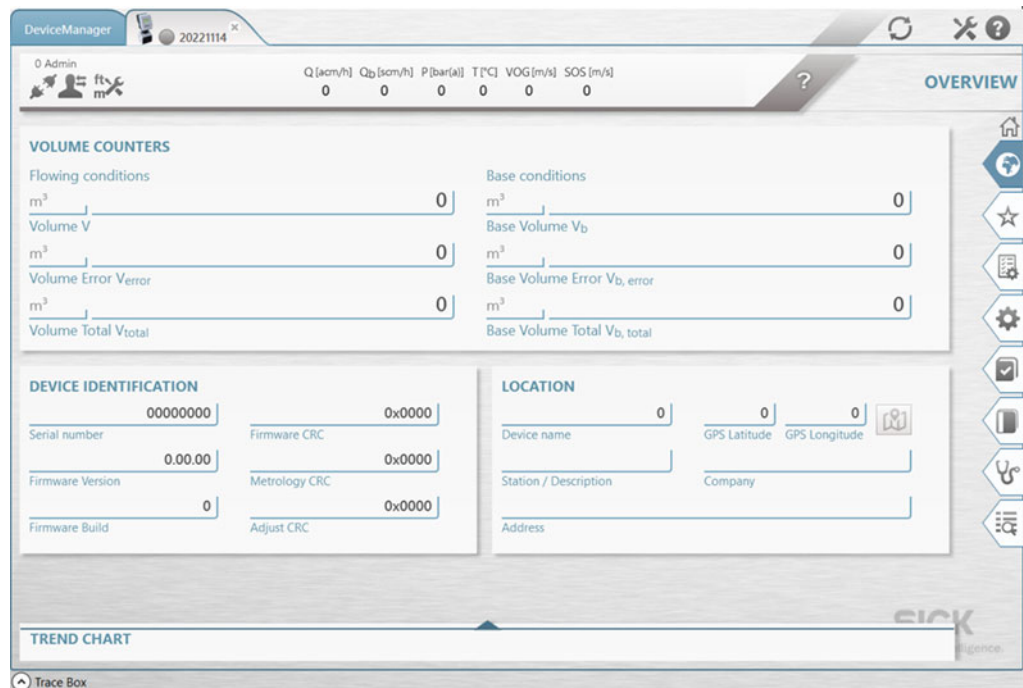 DeviceManager
20221114
0 Admin
ft
m
Q [acm/h] Qb [scm/h] P [bar(a)] T [°C] VOG [m/s] SOS [m/s]
0 0 0 0 0 0
?
OVERVIEW
VOLUME COUNTERS
Flowing conditions Base conditions
m³ 0 m³ 0
Volume V Base Volume Vb
m³ 0 m³ 0
Volume Error Verror Base Volume Error Vb, error
m³ 0 m³ 0
Volume Total Vtotal Base Volume Total Vb, total
DEVICE IDENTIFICATION LOCATION
00000000 0x0000 0 0 0
Serial number Firmware CRC Device name GPS Latitude GPS Longitude
0.00.00 0x0000
Firmware Version Metrology CRC Station / Description Company
0 0x0000
Firmware Build Adjust CRC Address
SICK
TREND CHART
Trace Box